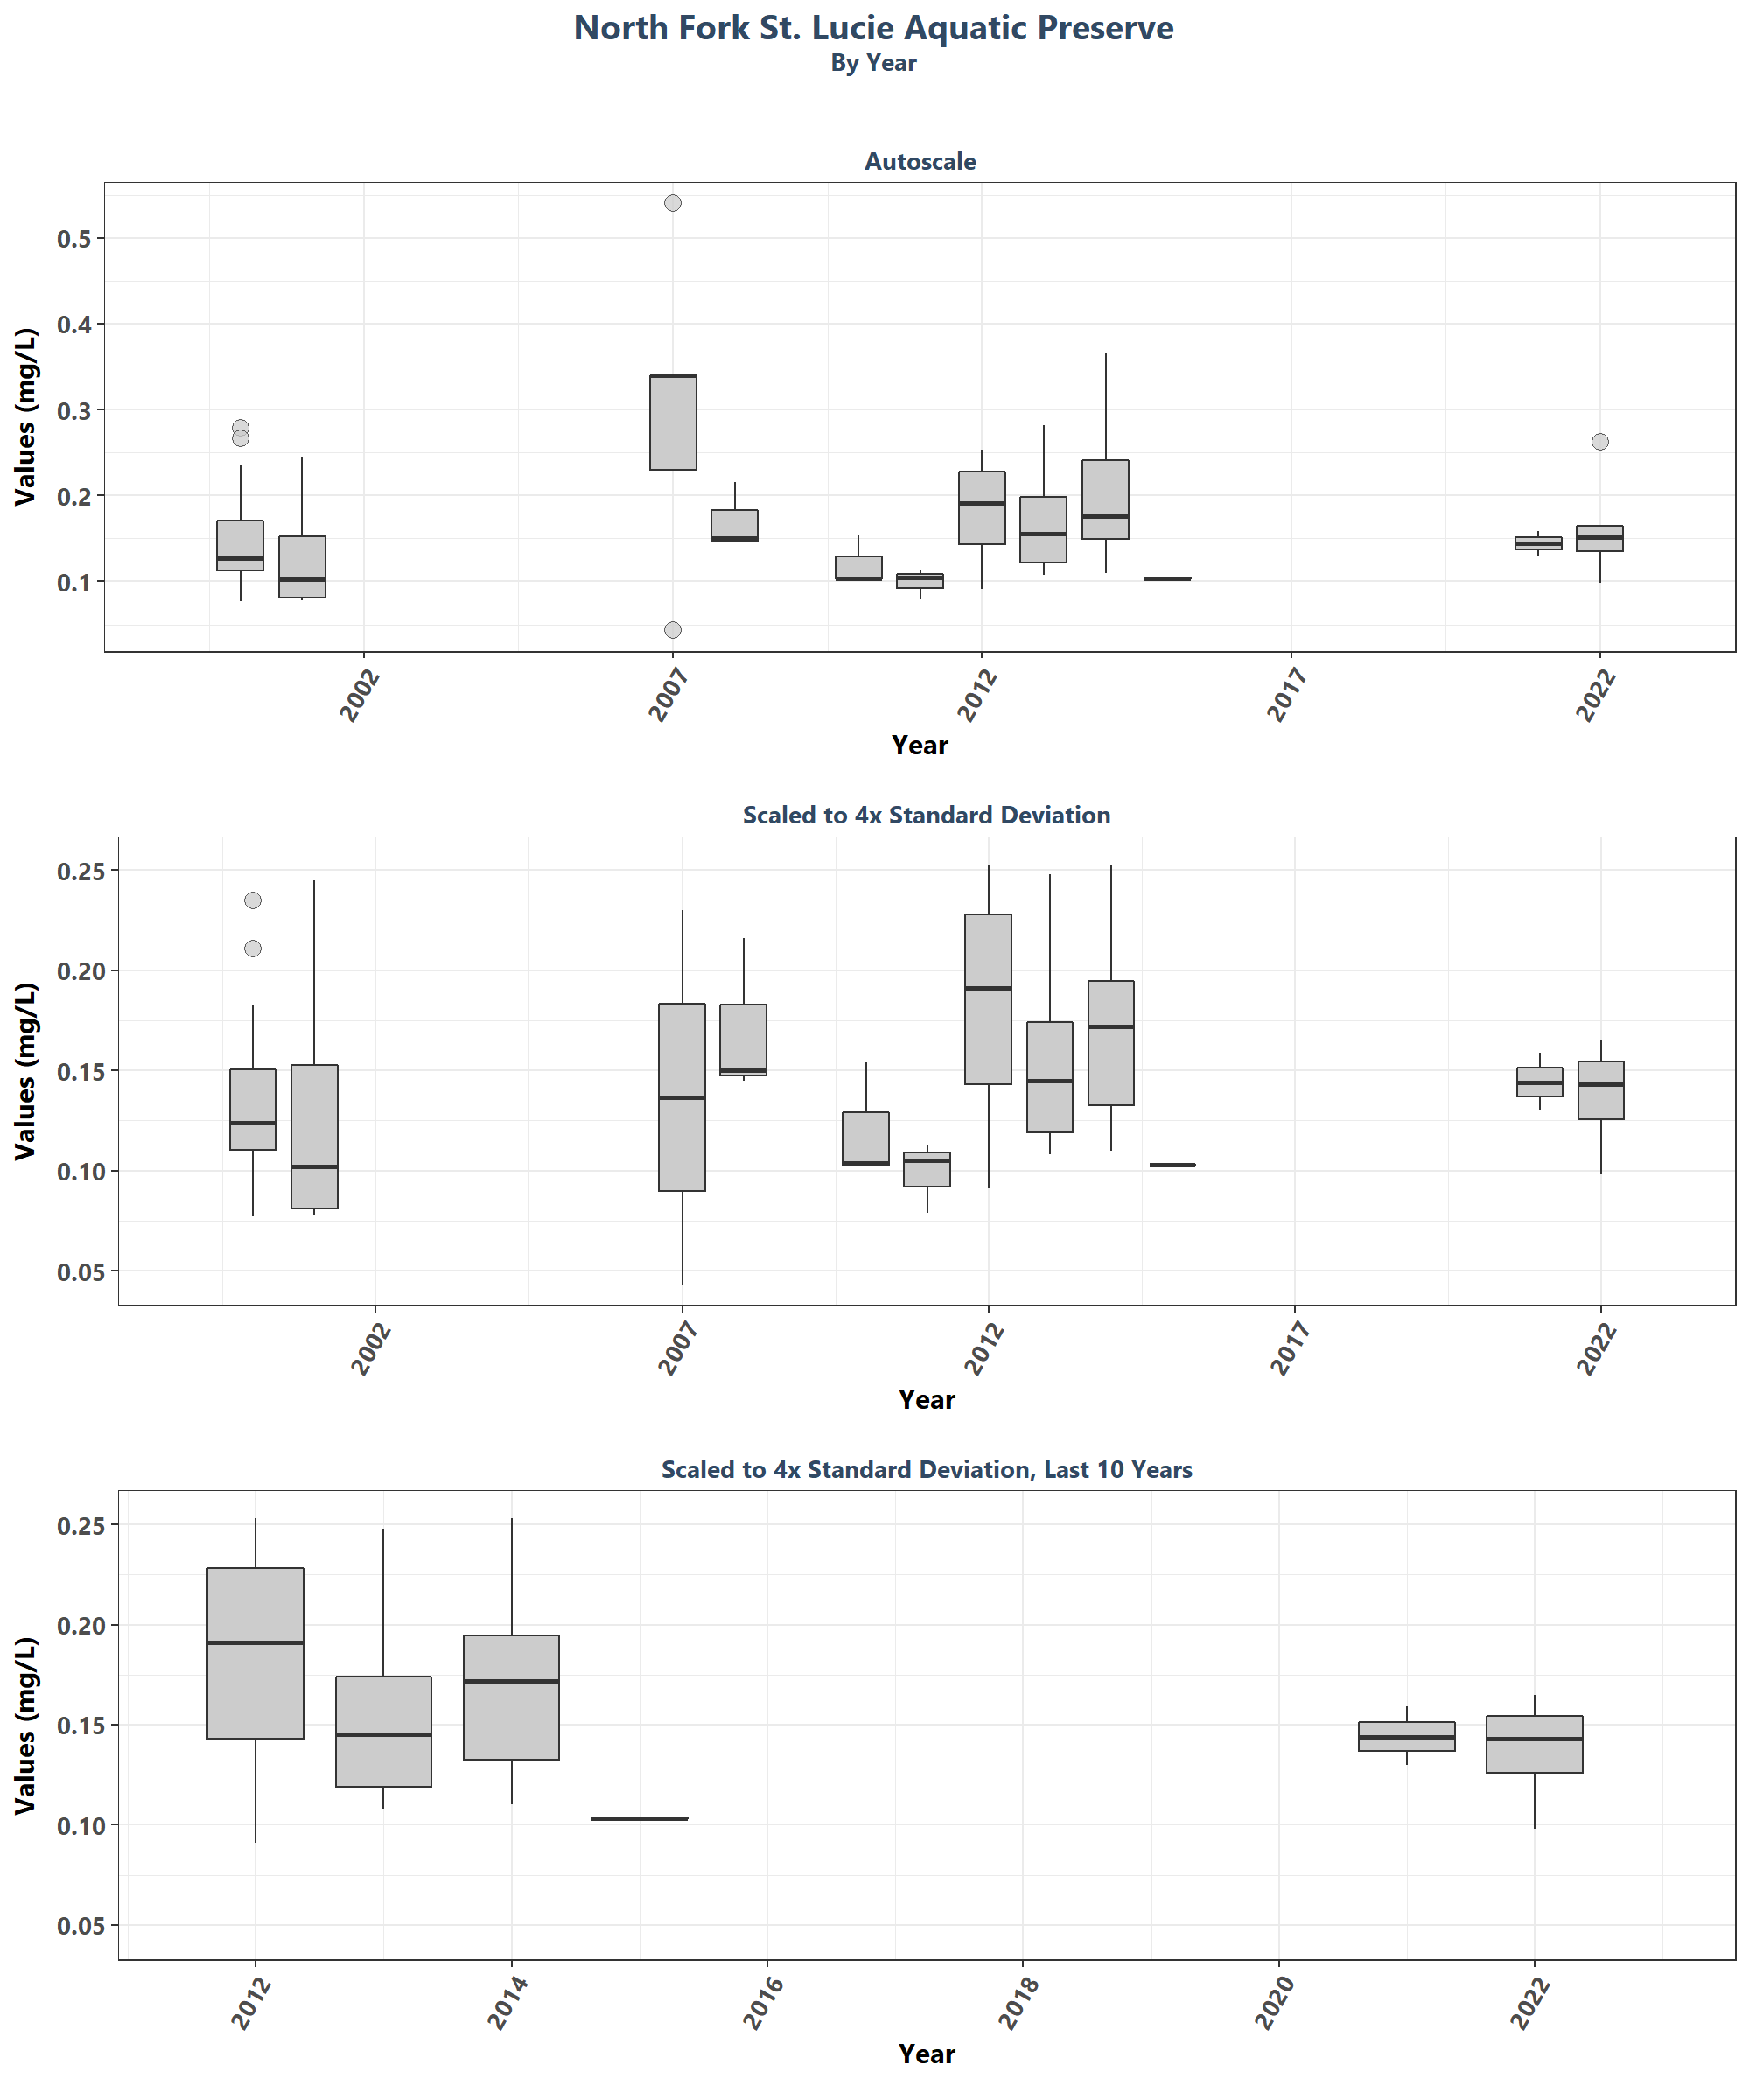 North Fork St. Lucie Aquatic Preserve
By Year
Autoscale
Values (mg/L)
0.5
0.4
0.3
0.2
0.1
2002
2007
2012
2017
2022
Year
Scaled to 4x Standard Deviation
Values (mg/L)
0.25
0.20
0.15
0.10
0.05
2002
2007
2012
2017
2022
Year
Scaled to 4x Standard Deviation, Last 10 Years
Values (mg/L)
0.25
0.20
0.15
0.10
0.05
2012
2014
2016
2018
2020
2022
Year